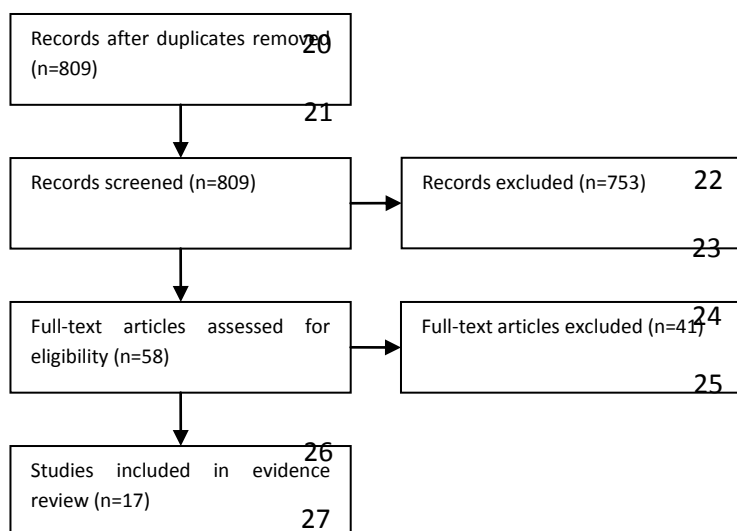 Records after duplicates removed
20
(n=809)
21
Records screened (n=809)
Records excluded (n=753)
22
23
Full-text articles assessed for
eligibility (n=58)
24
Full-text articles excluded (n=41)
25
26
Studies included in evidence
review (n=17)
27